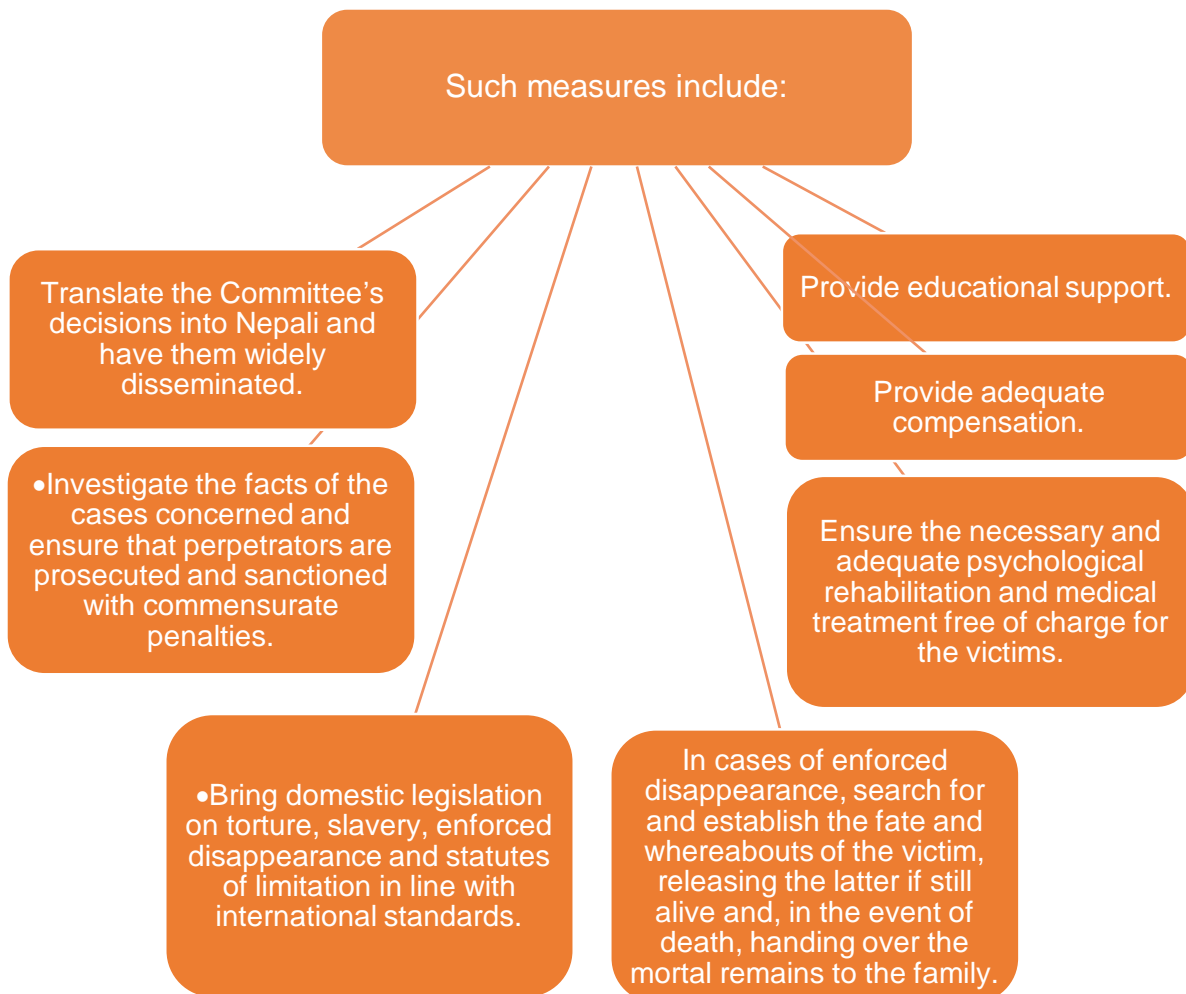 Such measures include:
Translate the Committee’s
decisions into Nepali and
have them widely
disseminated.
•Investigate the facts of the
cases concerned and
ensure that perpetrators are
prosecuted and sanctioned
with commensurate
penalties.
•Bring domestic legislation
on torture, slavery, enforced
disappearance and statutes
of limitation in line with
international standards.
In cases of enforced
disappearance, search for
and establish the fate and
whereabouts of the victim,
releasing the latter if still
alive and, in the event of
death, handing over the
mortal remains to the family.
Ensure the necessary and
adequate psychological
rehabilitation and medical
treatment free of charge for
the victims.
Provide adequate
compensation.
Provide educational support.